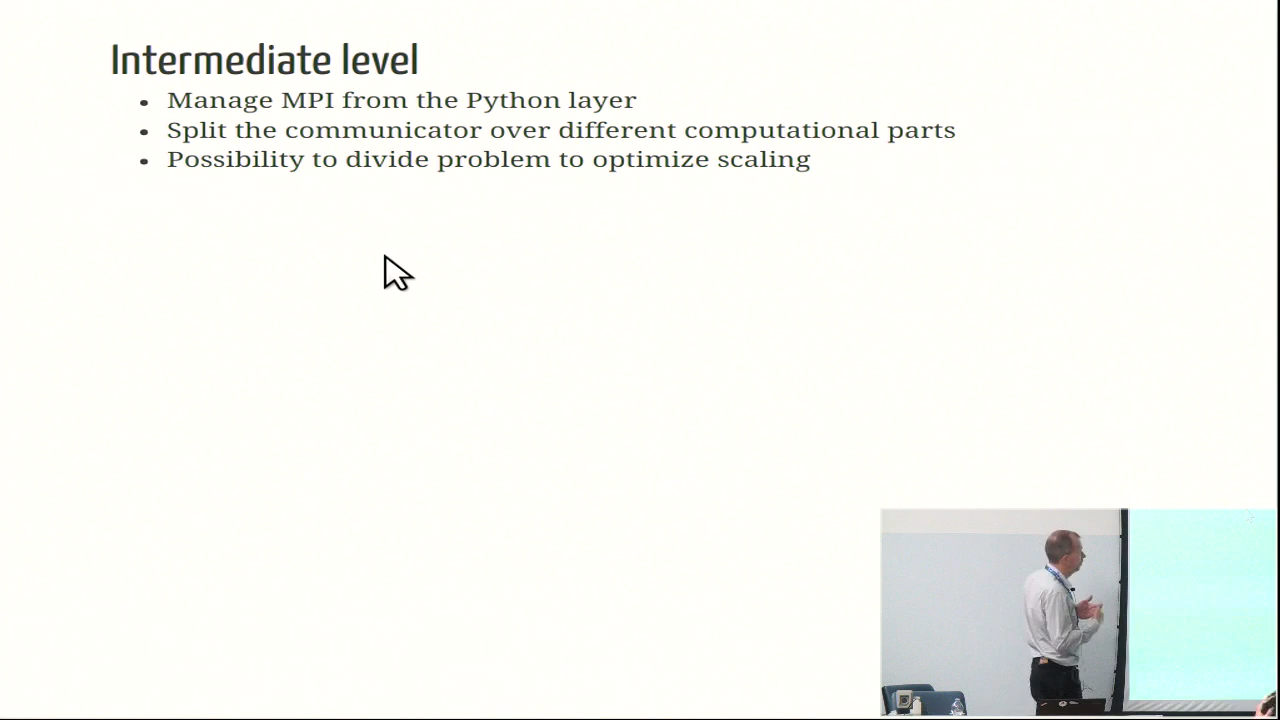 Intermediate level
Manage MPI from the Python layer
Split the communicator over different computational parts
Possibility to divide problem to optimize scaling